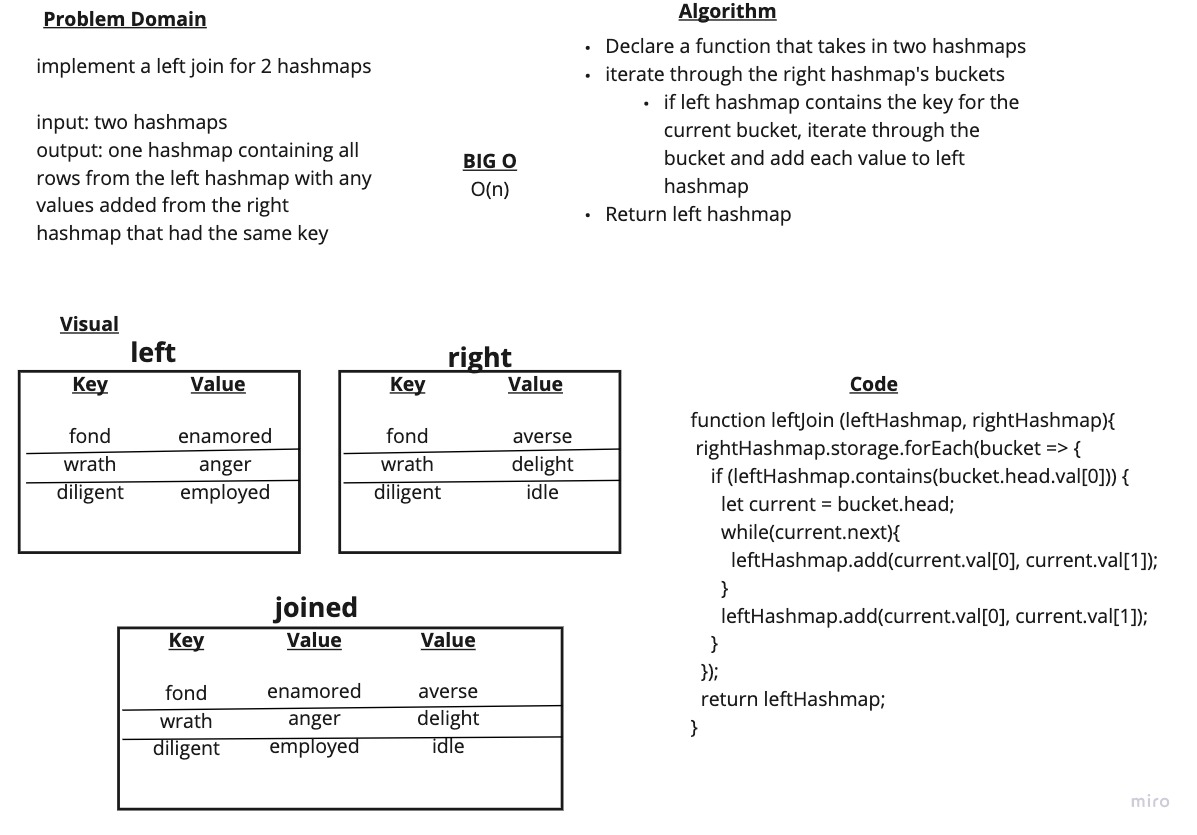 Problem Domain
implement a left join for 2 hashmaps
input: two hashmaps
output: one hashmap containing all
rows from the left hashmap with any
values added from the right
hashmap that had the same key
BIG O
O(n)
Algorithm
• Declare a function that takes in two hashmaps
• iterate through the right hashmap's buckets
• if left hashmap contains the key for the
current bucket, iterate through the
bucket and add each value to left
hashmap
• Return left hashmap
Visual
left
Key Value
fond enamored
wrath anger
diligent employed
right
Key Value
fond averse
wrath delight
diligent idle
joined
Key Value Value
fond enamored averse
wrath anger delight
diligent employed idle
Code
function leftJoin (leftHashmap, rightHashmap){
rightHashmap.storage.forEach(bucket => {
if (leftHashmap.contains(bucket.head.val[0])) {
let current = bucket.head;
while(current.next){
leftHashmap.add(current.val[0], current.val[1]);
}
leftHashmap.add(current.val[0], current.val[1]);
}
});
return leftHashmap;
}
miro